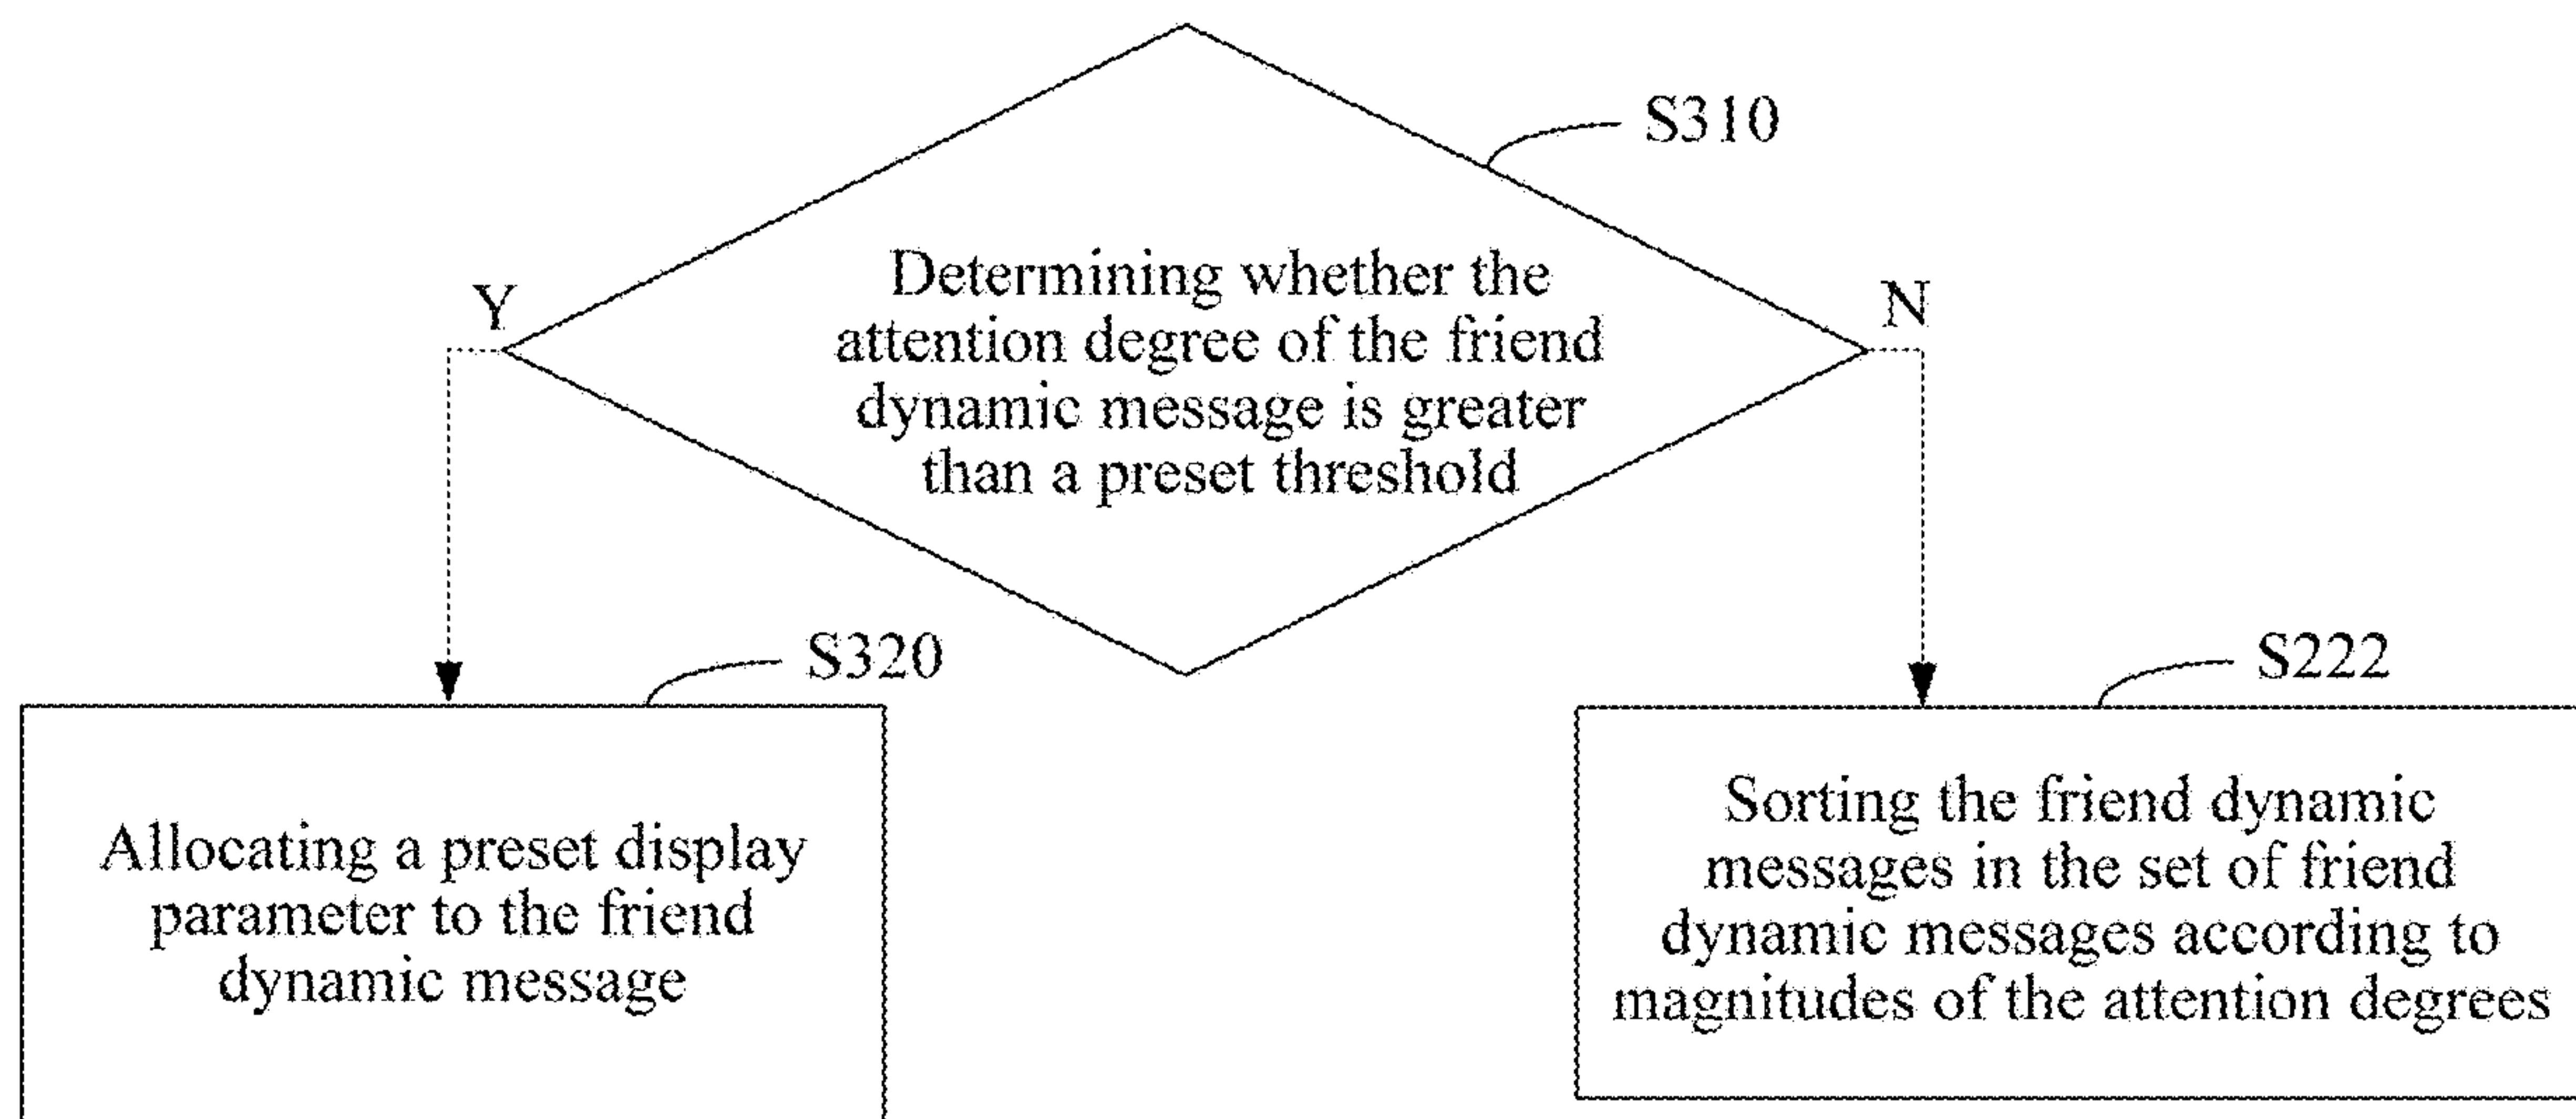 S310
Determining whether the
attention degree of the friend
dynamic message is greater
than a preset threshold
Y
N
S320
Allocating a preset display
parameter to the friend
dynamic message
S222
Sorting the friend dynamic
messages in the set of friend
dynamic messages according to
magnitudes of the attention degrees